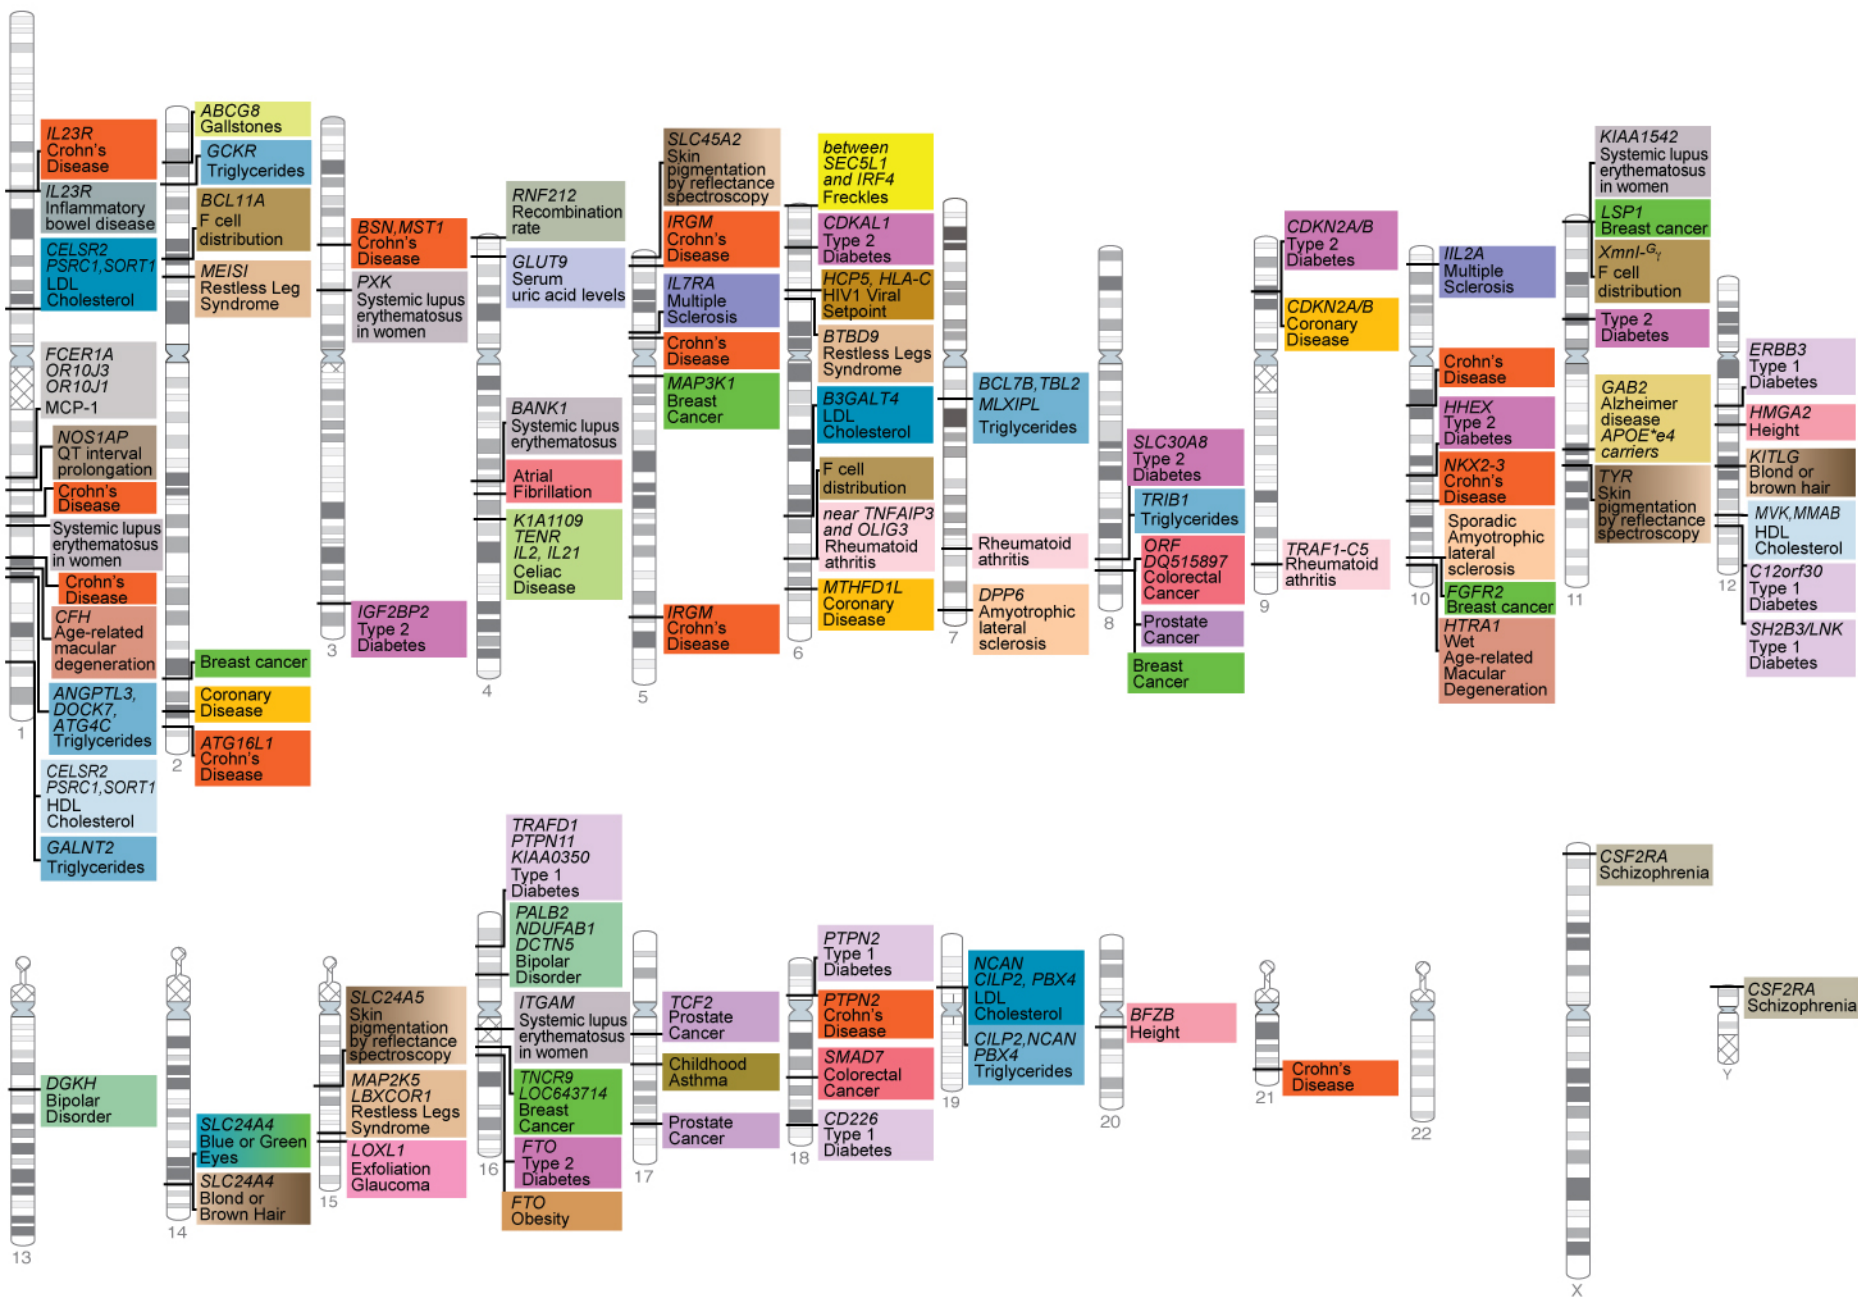 IL23R
Crohn's
Disease
IL23R
Inflammatory
bowel disease
CELSR2
PSRC1,SORT1
LDL
Cholesterol
FCER1A
OR10J3
OR10J1
MCP-1
NOS1AP
QT interval
prolongation
Crohn's
Disease
Systemic lupus
erythematosus
in women
Crohn's
Disease
CFH
Age-related
macular
degeneration
ANGPTL3,
DOCK7,
ATG4C
Triglycerides
CELSR2
PSRC1,SORT1
HDL
Cholesterol
GALNT2
Triglycerides
1
ABCG8
Gallstones
GCKR
Triglycerides
BCL11A
F cell
distribution
MEISI
Restless Leg
Syndrome
Breast cancer
Coronary
Disease
ATG16L1
Crohn's
Disease
2
BSN,MST1
Crohn's
Disease
PXK
Systemic lupus
erythematosus
in women
IGF2BP2
Type 2
Diabetes
3
RNF212
Recombination
rate
GLUT9
Serum
uric acid levels
BANK1
Systemic lupus
erythematosus
Atrial
Fibrillation
K1A1109
TENR
IL2, IL21
Celiac
Disease
4
SLC45A2
Skin
pigmentation
by reflectance
spectroscopy
IRGM
Crohn's
Disease
IL7RA
Multiple
Sclerosis
Crohn's
Disease
MAP3K1
Breast
Cancer
IRGM
Crohn's
Disease
5
between
SEC5L1
and IRF4
Freckles
CDKAL1
Type 2
Diabetes
HCP5, HLA-C
HIV1 Viral
Setpoint
BTBD9
Restless Legs
Syndrome
B3GALT4
LDL
Cholesterol
F cell
distribution
near TNFAIP3
and OLIG3
Rheumatoid
athritis
MTHFD1L
Coronary
Disease
6
BCL7B,TBL2
MLXIPL
Triglycerides
Rheumatoid
athritis
DPP6
Amyotrophic
lateral
sclerosis
7
SLC30A8
Type 2
Diabetes
TRIB1
Triglycerides
ORF
DQ515897
Colorectal
Cancer
Prostate
Cancer
Breast
Cancer
8
CDKN2A/B
Type 2
Diabetes
CDKN2A/B
Coronary
Disease
TRAF1-C5
Rheumatoid
athritis
9
IIL2A
Multiple
Sclerosis
Crohn's
Disease
HHEX
Type 2
Diabetes
NKX2-3
Crohn's
Disease
Sporadic
Amyotrophic
lateral
sclerosis
FGFR2
Breast cancer
HTRA1
Wet
Age-related
Macular
Degeneration
10
KIAA1542
Systemic lupus
erythematosus
in women
LSP1
Breast cancer
XmnI-Gγ
F cell
distribution
Type 2
Diabetes
GAB2
Alzheimer
disease
APOE*e4
carriers
TYR
Skin
pigmentation
by reflectance
spectroscopy
11
ERBB3
Type 1
Diabetes
HMGA2
Height
KITLG
Blond or
brown hair
MVK,MMAB
HDL
Cholesterol
C12orf30
Type 1
Diabetes
SH2B3/LNK
Type 1
Diabetes
12
DGKH
Bipolar
Disorder
13
SLC24A4
Blue or Green
Eyes
SLC24A4
Blond or
Brown Hair
14
SLC24A5
Skin
pigmentation
by reflectance
spectroscopy
MAP2K5
LBXCOR1
Restless Legs
Syndrome
LOXL1
Exfoliation
Glaucoma
15
TRAFD1
PTPN11
KIAA0350
Type 1
Diabetes
PALB2
NDUFAB1
DCTN5
Bipolar
Disorder
ITGAM
Systemic lupus
erythematosus
in women
TNCR9
LOC643714
Breast
Cancer
FTO
Type 2
Diabetes
FTO
Obesity
16
TCF2
Prostate
Cancer
Childhood
Asthma
Prostate
Cancer
17
PTPN2
Type 1
Diabetes
PTPN2
Crohn's
Disease
SMAD7
Colorectal
Cancer
CD226
Type 1
Diabetes
18
NCAN
CILP2, PBX4
LDL
Cholesterol
CILP2,NCAN
PBX4
Triglycerides
19
BFZB
Height
20
Crohn's
Disease
21
22
CSF2RA
Schizophrenia
X
CSF2RA
Schizophrenia
Y